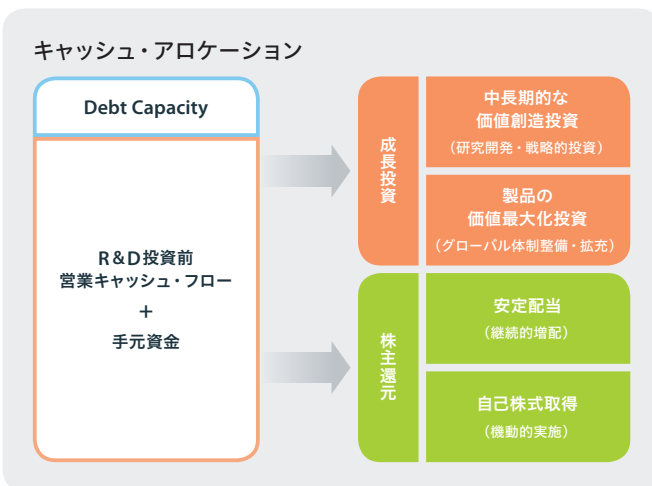 キャッシュ・アロケーション
Debt Capacity
R&D投資前
営業キャッシュ・フロー
+
手元資金
成長投資
中長期的な
価値創造投資
（研究開発・戦略的投資）
製品の
価値最大化投資
（グローバル体制整備・拡充）
株主還元
安定配当
（継続的増配）
自己株式取得
（機動的実施）